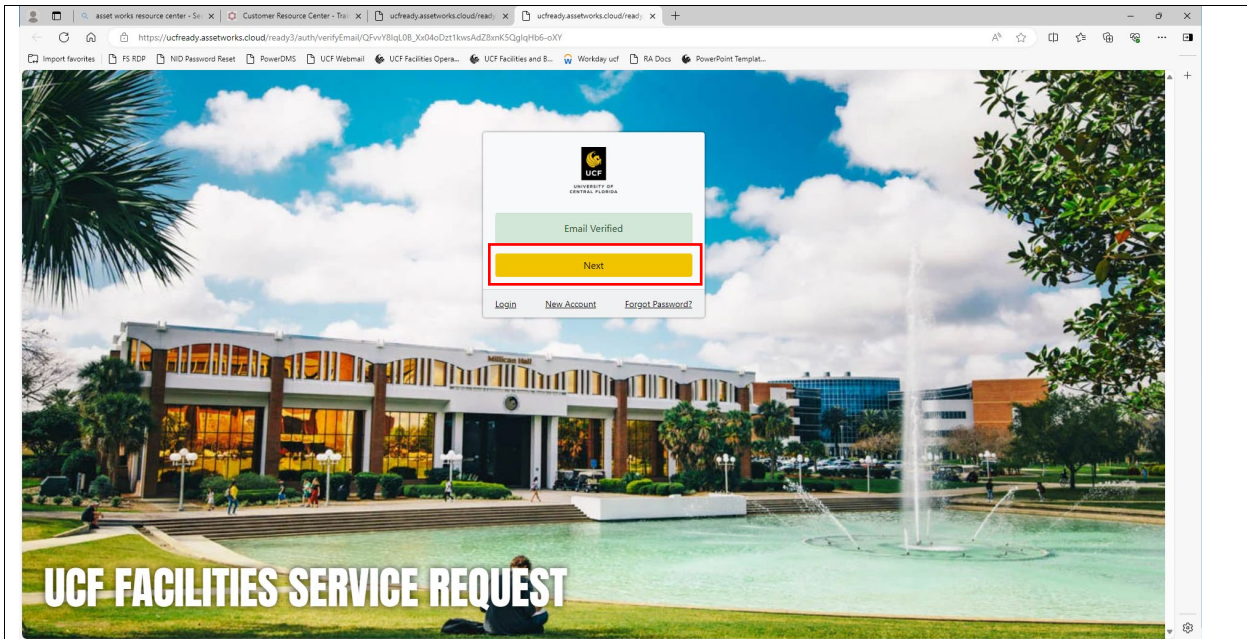 asset works resource center - Se
Customer Resource Center - Trai
ucfready.assetworks.cloud/ready
ucfready.assetworks.cloud/ready
https://ucfready.assetworks.cloud/ready3/auth/verifyEmail/QFvvY8IqL0B_Xx04oDzt1kwsAdZBxnK5QglqHb6-oXY
Import favorites
FS RDP
NID Password Reset
PowerDMS
UCF Webmail
UCF Facilities Opera...
UCF Facilities and B...
Workday ucf
RA Docs
PowerPoint Templat...
UCF
UNIVERSITY OF
CENTRAL FLORIDA
Email Verified
Next
Login New Account Forgot Password?
Millican Hall
UCF FACILITIES SERVICE REQUEST